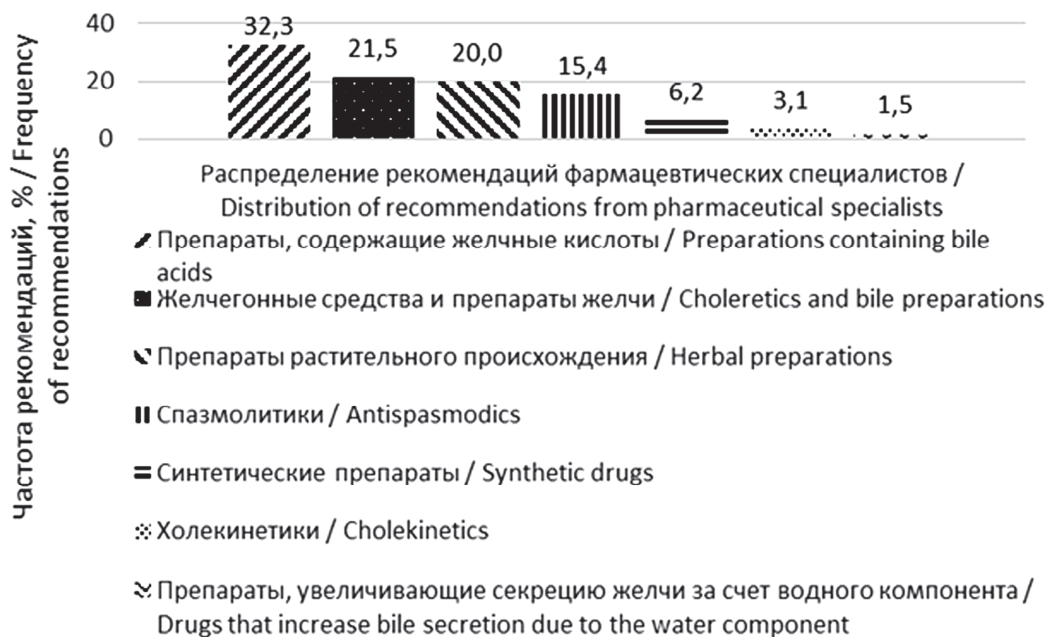 Частота рекомендаций, % / Frequency
of recommendations
40
20
0
32,3
21,5
20,0
15,4
6,2
3,1
1,5
Распределение рекомендаций фармацевтических специалистов /
Distribution of recommendations from pharmaceutical specialists
Препараты, содержащие желчные кислоты / Preparations containing bile
acids
Желчегонные средства и препараты желчи / Choleretics and bile preparations
Препараты растительного происхождения / Herbal preparations
Спазмолитики / Antispasmodics
Синтетические препараты / Synthetic drugs
Холекинетики / Cholekinetics
Препараты, увеличивающие секрецию желчи за счет водного компонента /
Drugs that increase bile secretion due to the water component